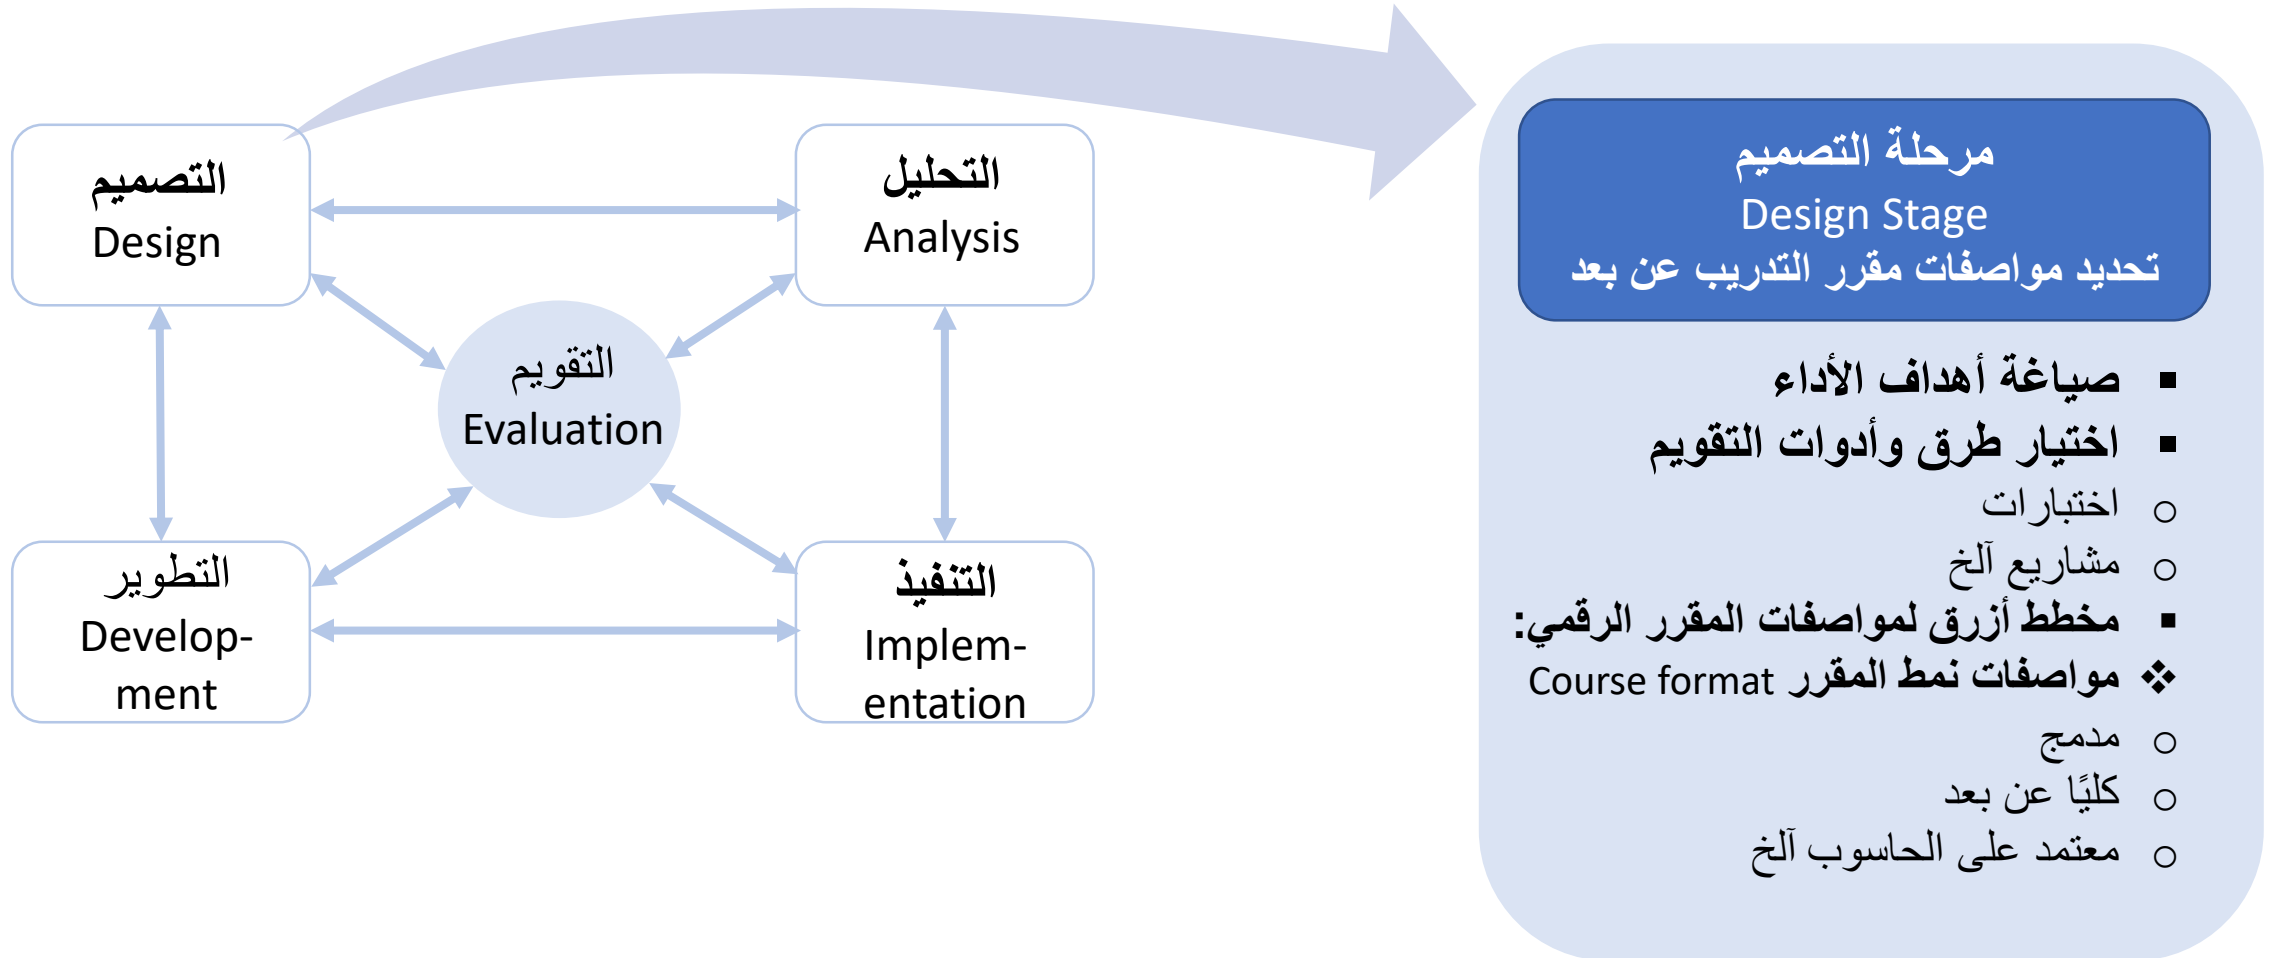 التحليل
Analysis
التصميم
Design
التقويم
Evaluation
التطوير
Develop-
ment
التنفيذ
Implem-
entation
مرحلة التصميم
Design Stage
تحديد مواصفات مقرر التدريب عن بعد
▪ صياغة أهداف الأداء
▪ اختيار طرق وأدوات التقويم
o اختبارات
o مشاريع آلخ
▪ مخطط أزرق لمواصفات المقرر الرقمي:
❖ مواصفات نمط المقرر Course format
o مدمج
o كليًا عن بعد
o معتمد على الحاسوب آلخ